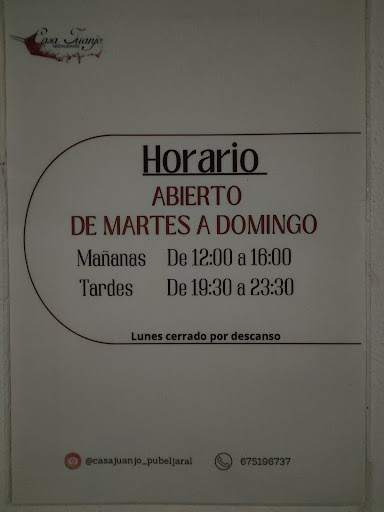 Casa Juanjo
RESTAURANTE
Horario
ABIERTO
DE MARTES A DOMINGO
Mañanas De 12:00 a 16:00
Tardes De 19:30 a 23:30
Lunes cerrado por descanso
@casajuanjo_pubeljaral 675196737